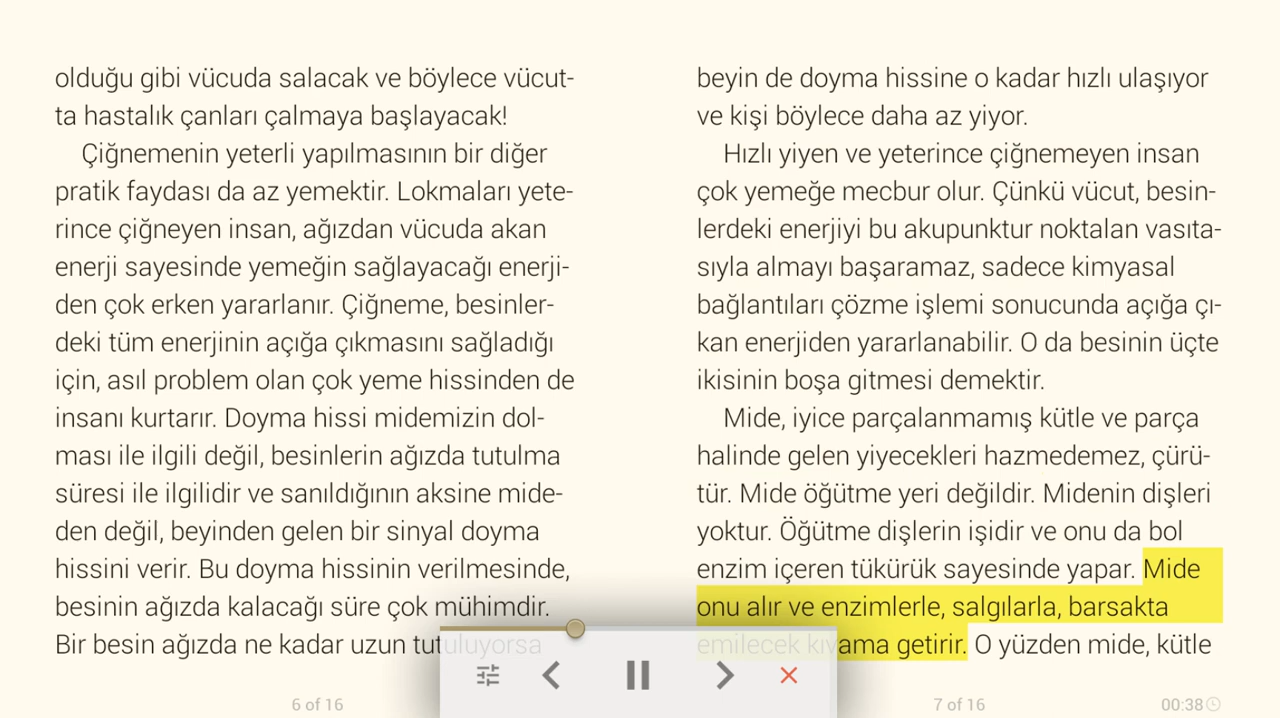 olduğu gibi vücuda salacak ve böylece vücut-
ta hastalık çanları çalmaya başlayacak!
Çiğnemenin yeterli yapılmasının bir diğer
pratik faydası da az yemektir. Lokmaları yete-
rince çiğneyen insan, ağızdan vücuda akan
enerji sayesinde yemeğin sağlayacağı enerji-
den çok erken yararlanır. Çiğneme, besinler-
deki tüm enerjinin açığa çıkmasını sağladığı
için, asıl problem olan çok yeme hissinden de
insanı kurtarır. Doyma hissi midemizin dol-
ması ile ilgili değil, besinlerin ağızda tutulma
süresi ile ilgilidir ve sanıldığının aksine mide-
den değil, beyinden gelen bir sinyal doyma
hissini verir. Bu doyma hissinin verilmesinde,
besinin ağızda kalacağı süre çok mühimdir.
Bir besin ağızda ne kadar uzun tutuluyorsa
6 of 16
beyin de doyma hissine o kadar hızlı ulaşıyor
ve kişi böylece daha az yiyor.
Hızlı yiyen ve yeterince çiğnemeyen insan
çok yemeğe mecbur olur. Çünkü vücut, besin-
lerdeki enerjiyi bu akupunktur noktalan vasıta-
sıyla almayı başaramaz, sadece kimyasal
bağlantıları çözme işlemi sonucunda açığa çı-
kan enerjiden yararlanabilir. O da besinin üçte
ikisinin boşa gitmesi demektir.
Mide, iyice parçalanmamış kütle ve parça
halinde gelen yiyecekleri hazmedemez, çürü-
tür. Mide öğütme yeri değildir. Midenin dişleri
yoktur. Öğütme dişlerin işidir ve onu da bol
enzim içeren tükürük sayesinde yapar. Mide
onu alır ve enzimlerle, salgılarla, barsakta
emilecek kıvama getirir. O yüzden mide, kütle
7 of 16
00:38